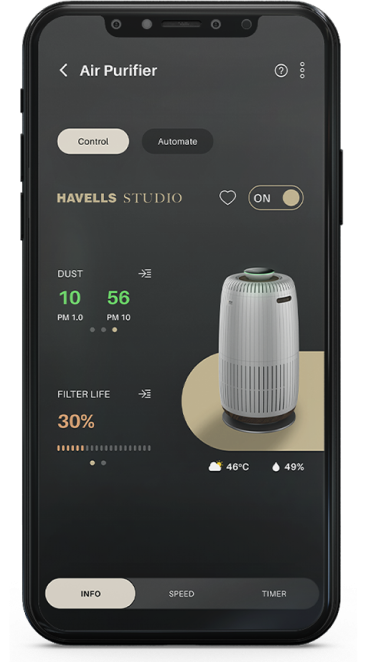 Air Purifier
Control Automate
HAVELLS STUDIO ON
DUST
10 56
PM 1.0 PM 10
FILTER LIFE
30%
46°C 49%
INFO SPEED TIMER